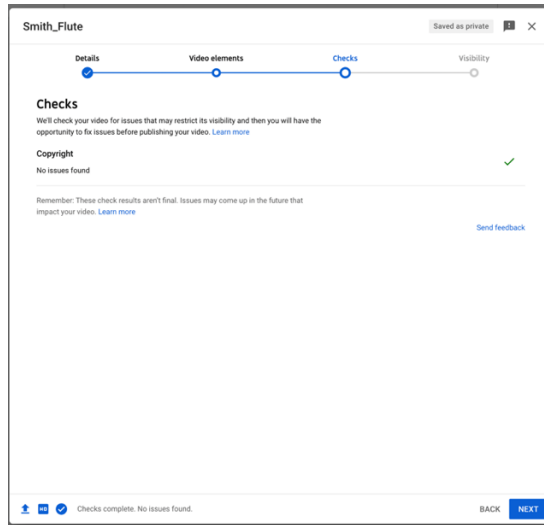 Smith_Flute
Saved as private
Details
Video elements
Checks
Visibility
Checks
We'll check your video for issues that may restrict its visibility and then you will have the
opportunity to fix issues before publishing your video. Learn more
Copyright
No issues found
Remember: These check results aren't final. Issues may come up in the future that
impact your video. Learn more
Send feedback
HD
Checks complete. No issues found.
BACK
NEXT